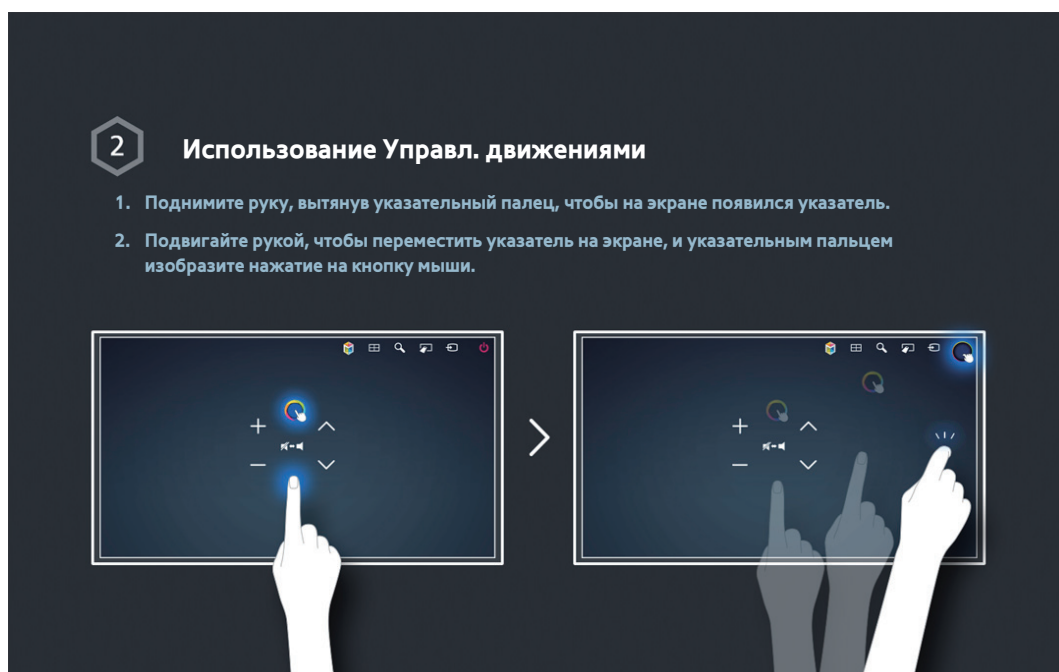 2
Использование Управл. движениями
1. Поднимите руку, вытянув указательный палец, чтобы на экране появился указатель.
2. Подвигайте рукой, чтобы переместить указатель на экране, и указательным пальцем
изобразите нажатие на кнопку мыши.